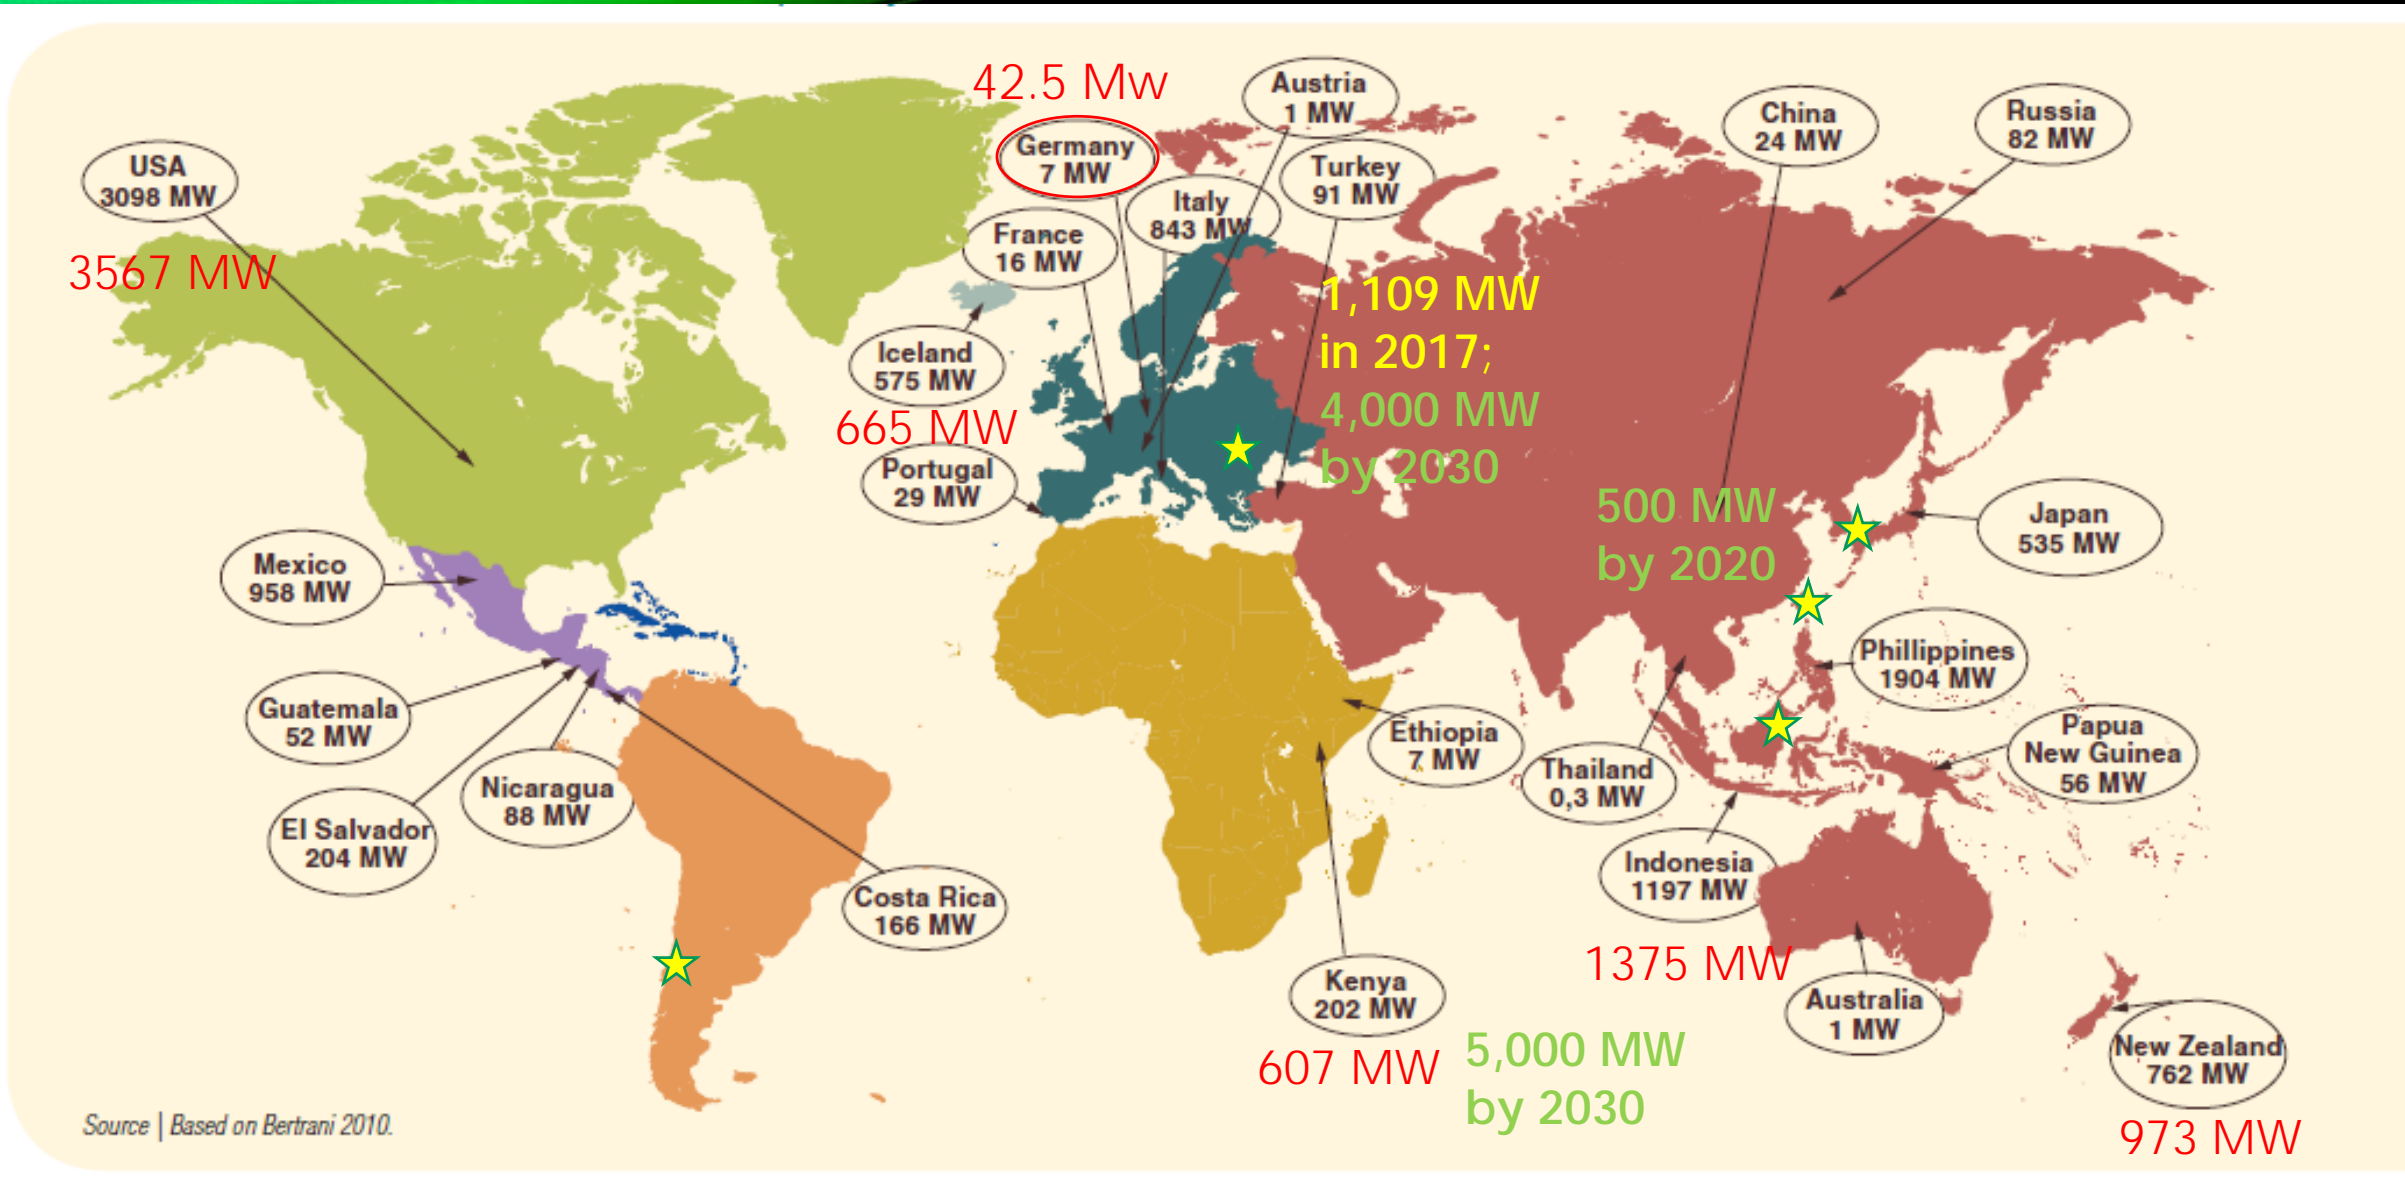 42.5 Mw
Austria
1 MW
Germany
7 MW
China
24 MW
Russia
82 MW
USA
3098 MW
Turkey
91 MW
Italy
843 MW
France
16 MW
3567 MW
1,109 MW
in 2017;
4,000 MW
by 2030
Iceland
575 MW
665 MW
Portugal
29 MW
500 MW
by 2020
Japan
535 MW
Mexico
958 MW
Phillippines
1904 MW
Guatemala
52 MW
Ethiopia
7 MW
Papua
New Guinea
56 MW
Thailand
0,3 MW
Nicaragua
88 MW
El Salvador
204 MW
Indonesia
1197 MW
Costa Rica
166 MW
1375 MW
Kenya
202 MW
Australia
1 MW
607 MW
5,000 MW
by 2030
New Zealand
762 MW
973 MW
Source | Based on Bertrani 2010.